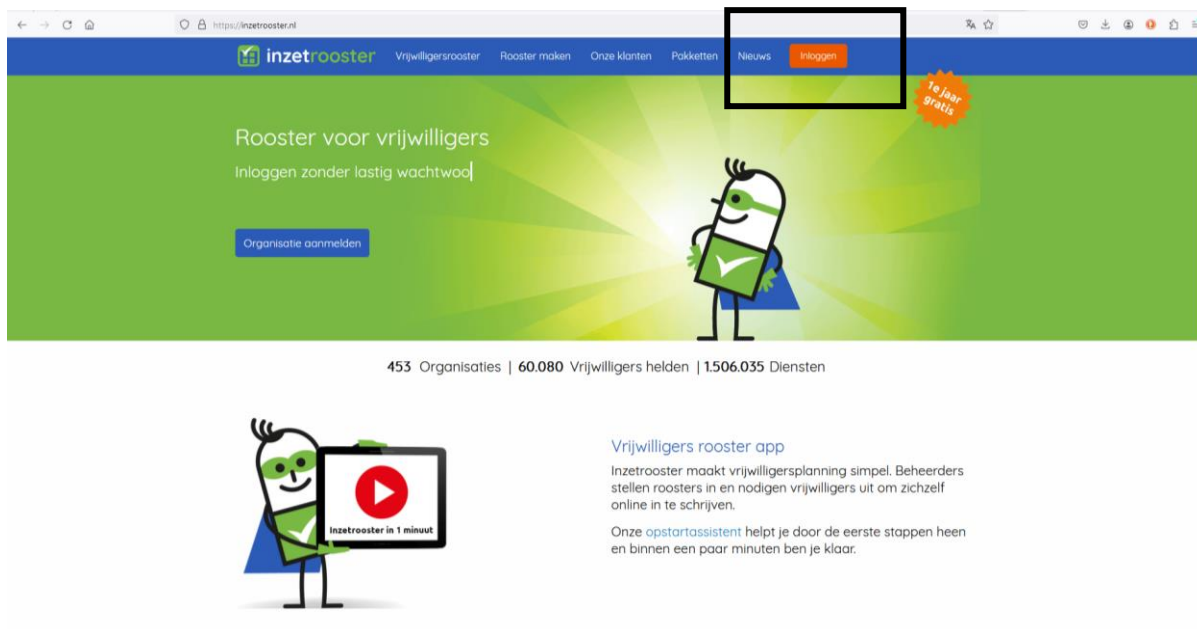 https://inzetrooster.nl
inzetrooster Vrijwilligersrooster Rooster maken Onze klanten Pakketten Nieuws Inloggen
1e jaar
gratis
Rooster voor vrijwilligers
Inloggen zonder lastig wachtwoo
Organisatie aanmelden
453 Organisaties | 60.080 Vrijwilligers helden | 1.506.035 Diensten
Inzetrooster in 1 minuut
Vrijwilligers rooster app
Inzetrooster maakt vrijwilligersplanning simpel. Beheerders
stellen roosters in en nodigen vrijwilligers uit om zichzelf
online in te schrijven.
Onze opstartassistent helpt je door de eerste stappen heen
en binnen een paar minuten ben je klaar.